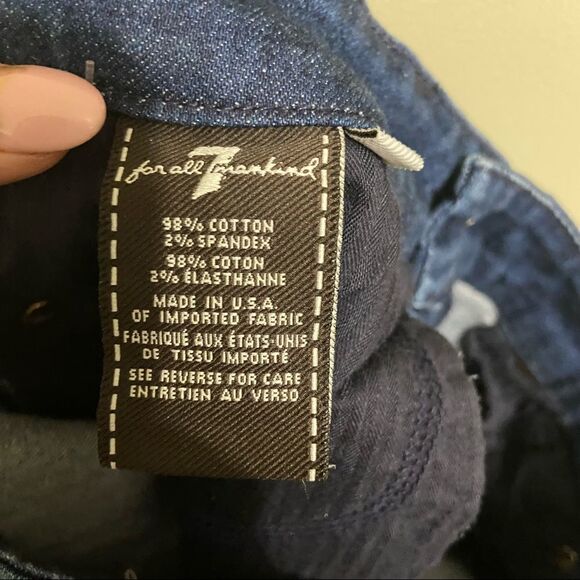 for all 7 mankind
98% COTTON
2% SPANDEX
98% COTON
2% ÉLASTHANNE
MADE IN U.S.A.
OF IMPORTED FABRIC
FABRIQUÉ AUX ÉTATS-UNIS
DE TISSU IMPORTÉ
SEE REVERSE FOR CARE
ENTRETIEN AU VERSO